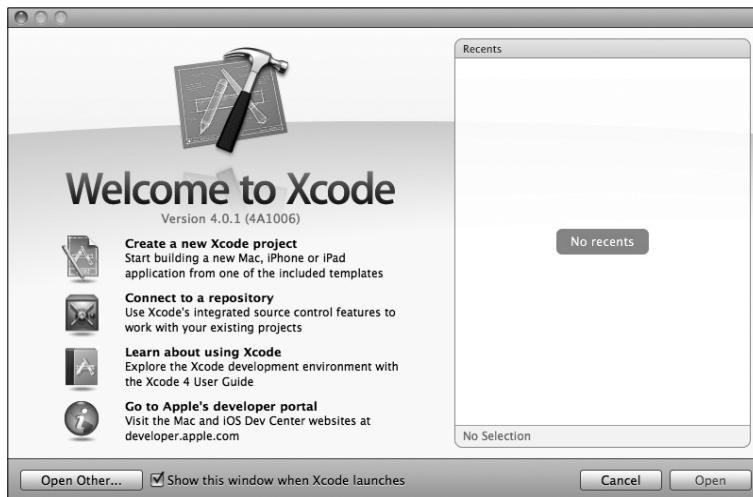 Recents
Welcome to Xcode
Version 4.0.1 (4A1006)
Create a new Xcode project
Start building a new Mac, iPhone or iPad
application from one of the included templates
Connect to a repository
Use Xcode's integrated source control features to
work with your existing projects
Learn about using Xcode
Explore the Xcode development environment with
the Xcode 4 User Guide
Go to Apple's developer portal
Visit the Mac and iOS Dev Center websites at
developer.apple.com
No recents
No Selection
Open Other...
Show this window when Xcode launches
Cancel
Open